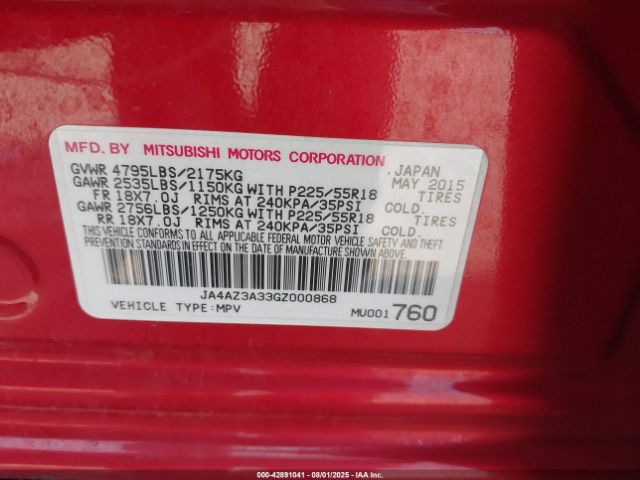 MFD. BY MITSUBISHI MOTORS CORPORATION
GVWR 4795LBS/2175KG JAPAN
GAWR 2535LBS/1150KG WITH P225/55R18 MAY 2015
FR 18X7.0J RIMS AT 240KPA/35PSI TIRES
GAWR 2756LBS/1250KG WITH P225/55R18 COLD.
RR 18X7.0J RIMS AT 240KPA/35PSI TIRES
COLD.
THIS VEHICLE CONFORMS TO ALL APPLICABLE FEDERAL MOTOR VEHICLE SAFETY AND THEFT
PREVENTION STANDARDS IN EFFECT ON THE DATE OF MANUFACTURE SHOWN ABOVE.
JA4AZ3A33GZ000868
VEHICLE TYPE:MPV MU001760
000-42891041 - 08/01/2025 - IAA Inc.